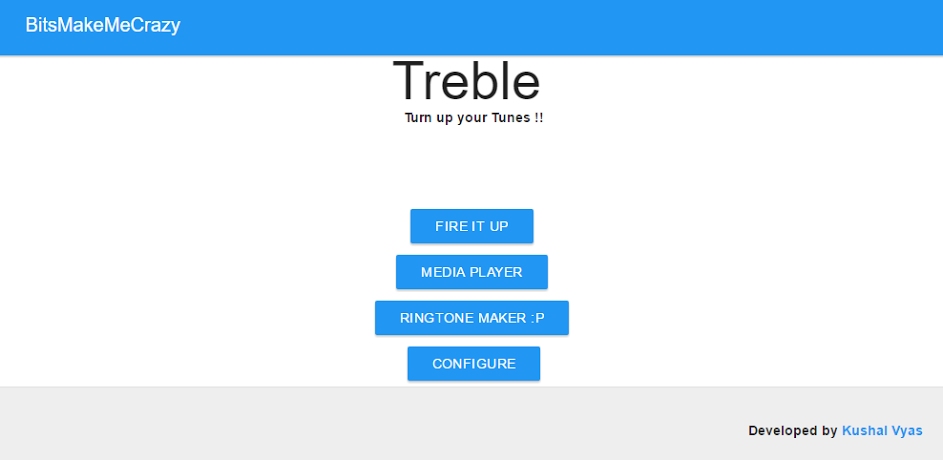 BitsMakeMeCrazy
Treble
Turn up your Tunes !!
FIRE IT UP
MEDIA PLAYER
RINGTONE MAKER :P
CONFIGURE
Developed by Kushal Vyas